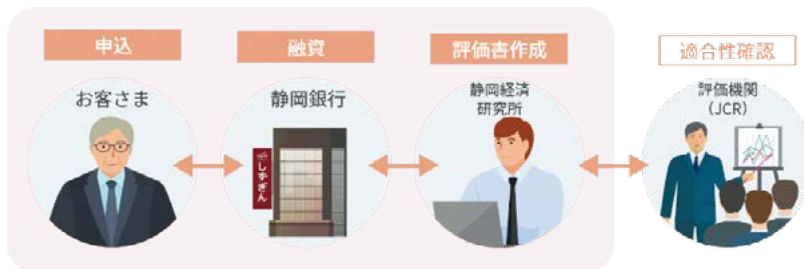 申込
融資
評価書作成
適合性確認
お客さま
静岡銀行
静岡経済
研究所
評価機関
(JCR)
しずぎん